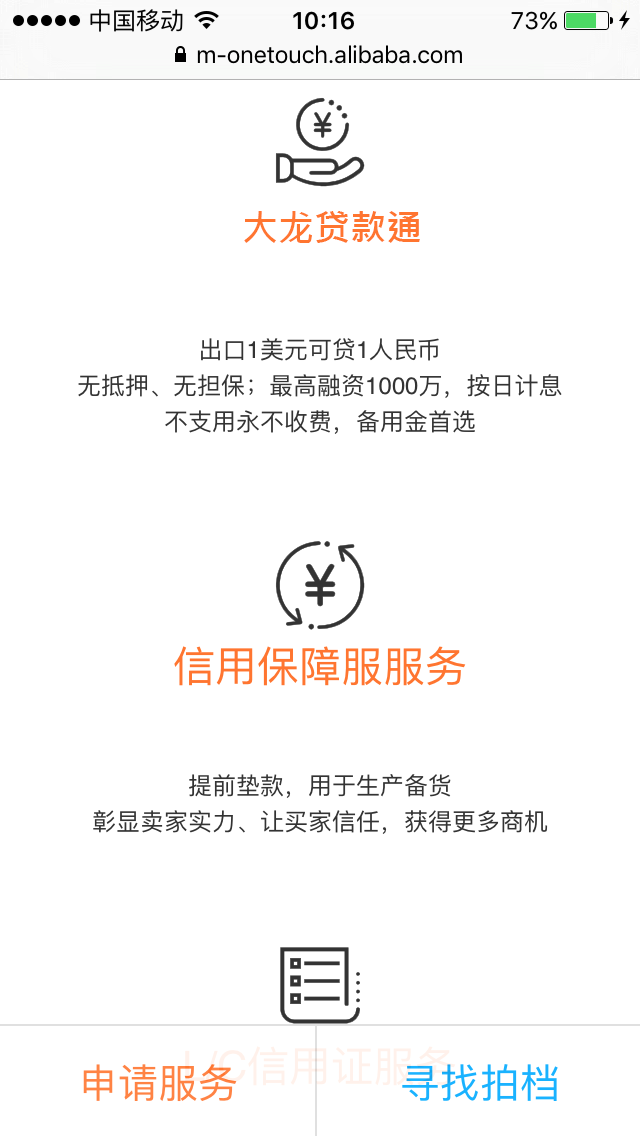 中国移动 10:16 73%
m-onetouch.alibaba.com
¥
大龙贷款通
出口1美元可贷1人民币
无抵押、无担保；最高融资1000万，按日计息
不支用永不收费，备用金首选
¥
信用保障服服务
提前垫款，用于生产备货
彰显卖家实力、让买家信任，获得更多商机
L/C信用证服务
申请服务 寻找拍档